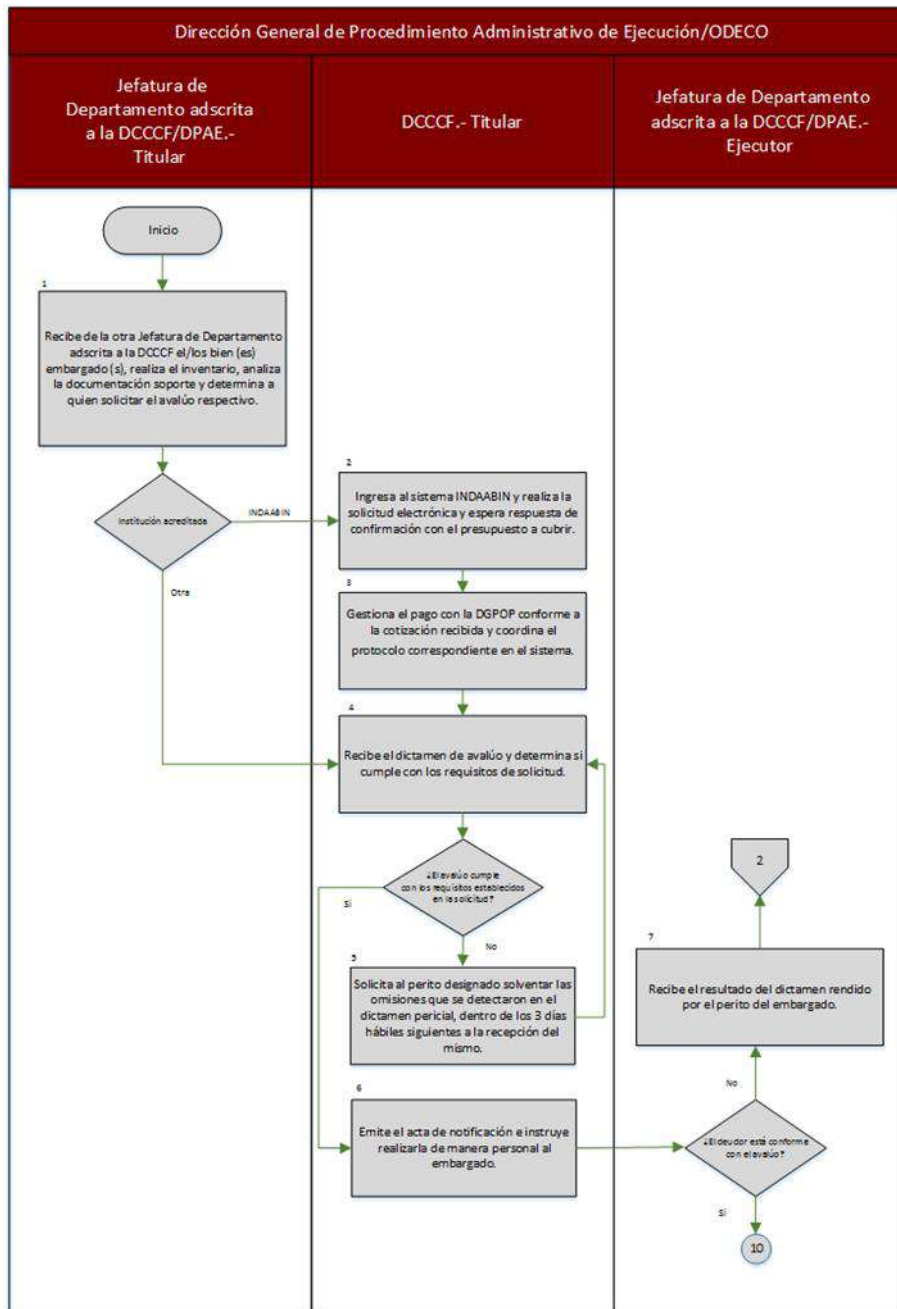 Dirección General de Procedimiento Administrativo de Ejecución/ODECO
Jefatura de
Departamento adscrita
a la DCCCF/DPAE.-
Titular
DCCCF.- Titular
Jefatura de Departamento
adscrita a la DCCCF/DPAE.-
Ejecutor
Inicio
1
Recibe de la otra Jefatura de Departamento
adscrita a la DCCCF el/los bien (es)
embargado(s), realiza el inventario, analiza
la documentación soporte y determina a
quien solicitar el avalúo respectivo.
Institución acreditada
INDAABIN
Otra
2
Ingresa al sistema INDAABIN y realiza la
solicitud electrónica y espera respuesta de
confirmación con el presupuesto a cubrir.
3
Gestiona el pago con la DGPOP conforme a
la cotización recibida y coordina el
protocolo correspondiente en el sistema.
4
Recibe el dictamen de avalúo y determina si
cumple con los requisitos de solicitud.
¿El avalúo cumple
con los requisitos establecidos
en la solicitud?
Sí
No
5
Solicita al perito designado solventar las
omisiones que se detectaron en el
dictamen pericial, dentro de los 3 días
hábiles siguientes a la recepción del
mismo.
6
Emite el acta de notificación e instruye
realizarla de manera personal al
embargado.
2
7
Recibe el resultado del dictamen rendido
por el perito del embargado.
No
¿El deudor está conforme
con el avalúo?
Sí
10